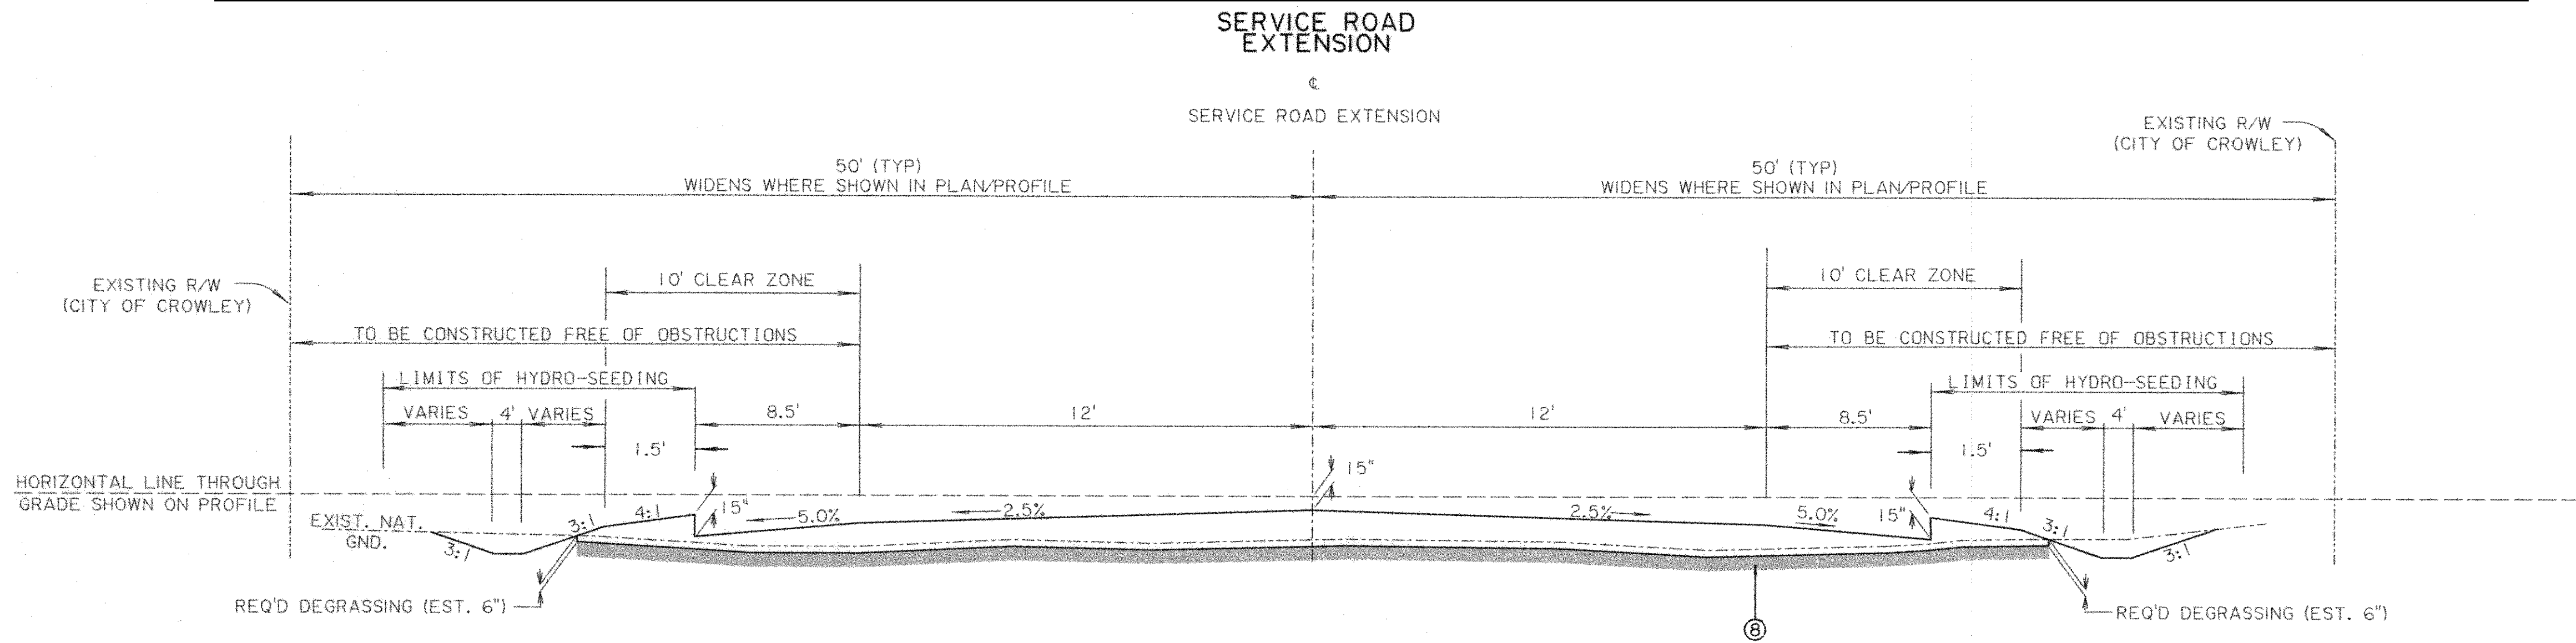 SERVICE ROAD
EXTENSION
℄
SERVICE ROAD EXTENSION
EXISTING R/W
(CITY OF CROWLEY)
50' (TYP)
WIDENS WHERE SHOWN IN PLAN/PROFILE
50' (TYP)
WIDENS WHERE SHOWN IN PLAN/PROFILE
EXISTING R/W
(CITY OF CROWLEY)
10' CLEAR ZONE
10' CLEAR ZONE
TO BE CONSTRUCTED FREE OF OBSTRUCTIONS
TO BE CONSTRUCTED FREE OF OBSTRUCTIONS
LIMITS OF HYDRO-SEEDING
LIMITS OF HYDRO-SEEDING
VARIES 4' VARIES 8.5' 12' 12' 8.5' VARIES 4' VARIES
1.5' 1.5'
15"
HORIZONTAL LINE THROUGH
GRADE SHOWN ON PROFILE
15" 15"
EXIST. NAT.
GND.
3:1 3:1 4:1 5.0% 2.5% 2.5% 5.0% 4:1 3:1 3:1
REQ'D DEGRASSING (EST. 6")
REQ'D DEGRASSING (EST. 6")
8